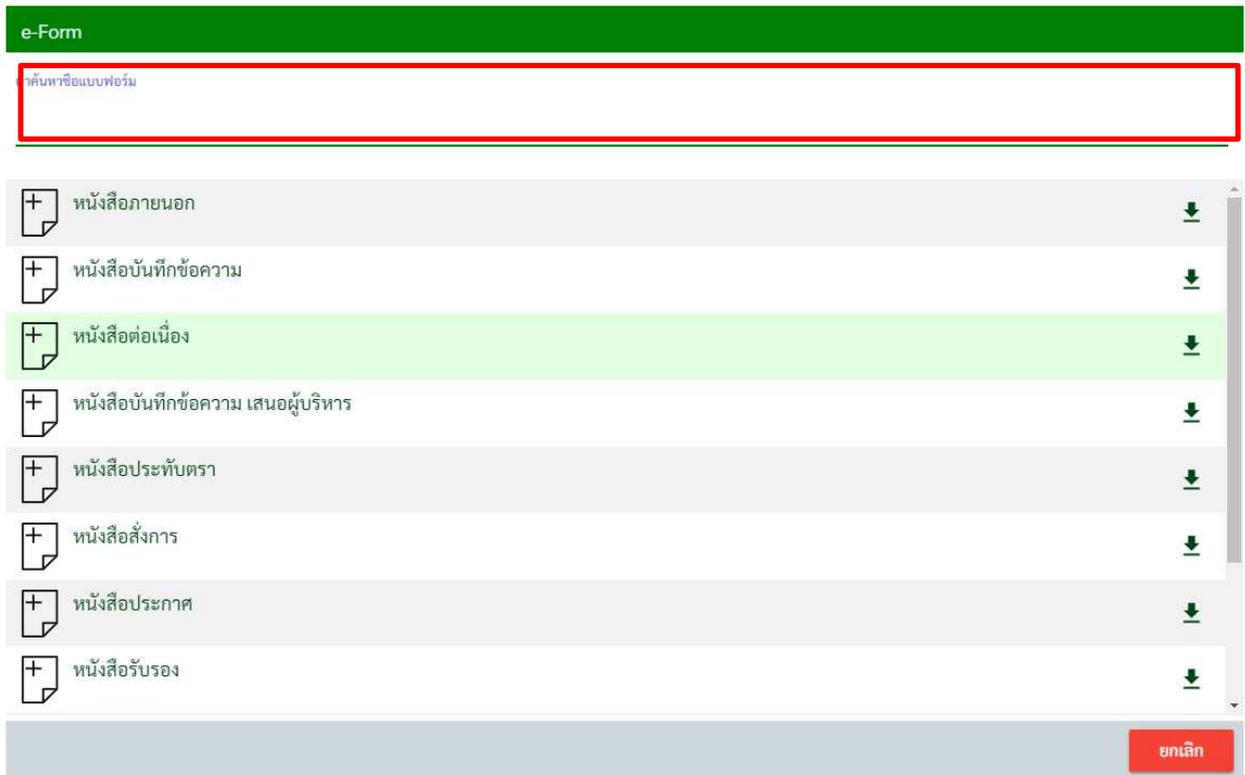 e-Form
คำค้นหาชื่อแบบฟอร์ม
หนังสือภายนอก
หนังสือบันทึกข้อความ
หนังสือต่อเนื่อง
หนังสือบันทึกข้อความ เสนอผู้บริหาร
หนังสือประทับตรา
หนังสือสั่งการ
หนังสือประกาศ
หนังสือรับรอง
ยกเลิก